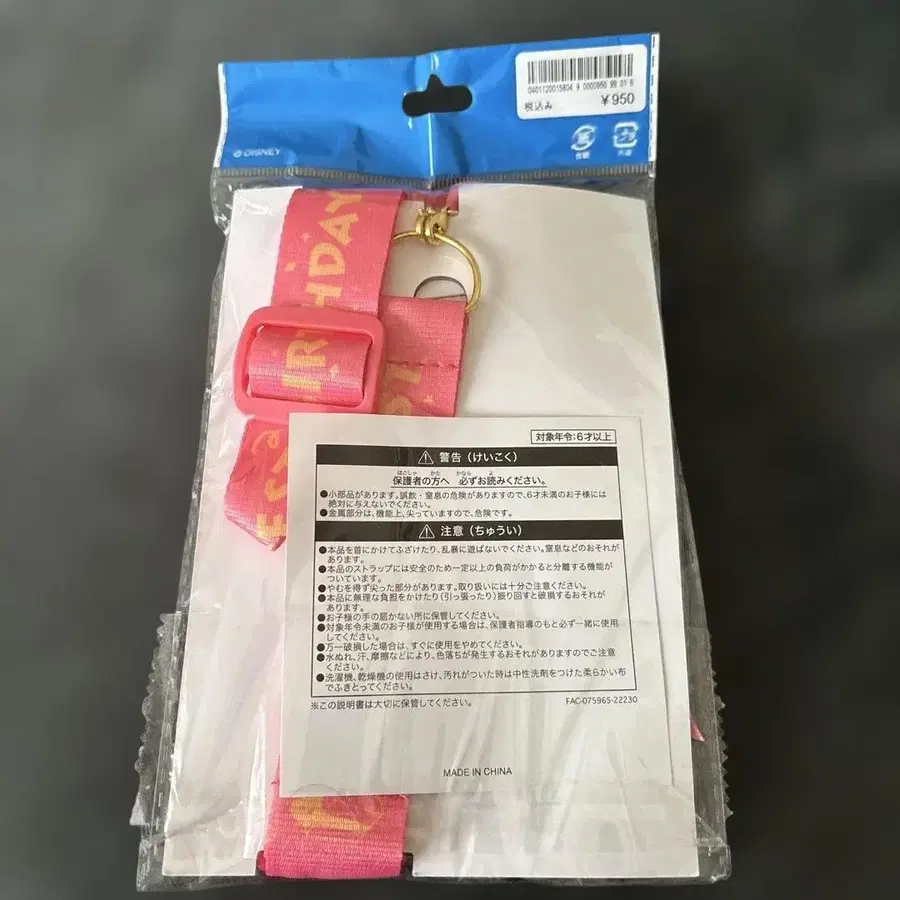 0401120015804 9 0000950 99 01 6
税込み
￥950
© DISNEY
台紙
外袋
BIRTHDAY
対象年令:6才以上
警告（けいこく）
ほごしゃ かた かなら よ
保護者の方へ 必ずお読みください。
●小部品があります。誤飲・窒息の危険がありますので、6才未満のお子様には
絶対に与えないでください。
●金属部分は、機能上、尖っていますので、危険です。
注意（ちゅうい）
●本品を首にかけてふざけたり、乱暴に遊ばないでください。窒息などのおそれが
あります。
●本品のストラップには安全のため一定以上の負荷がかかると分離する機能が
ついています。
●やむを得ず尖った部分があります。取り扱いには十分ご注意ください。
●本品に無理な負担をかけたり（引っ張ったり）振り回すと破損するおそれが
あります。
●お子様の手の届かない所に保管してください。
●対象年令未満のお子様が使用する場合は、保護者指導のもと必ず一緒に使用
してください。
●万一破損した場合は、すぐに使用をやめてください。
●水ぬれ、汗、摩擦などにより、色落ちが発生するおそれがありますのでご注意
ください。
●洗濯機、乾燥機の使用はさけ、汚れがついた時は中性洗剤をつけた柔らかい布
でふきとってください。
※この説明書は大切に保管してください。
FAC-075965-22230
MADE IN CHINA